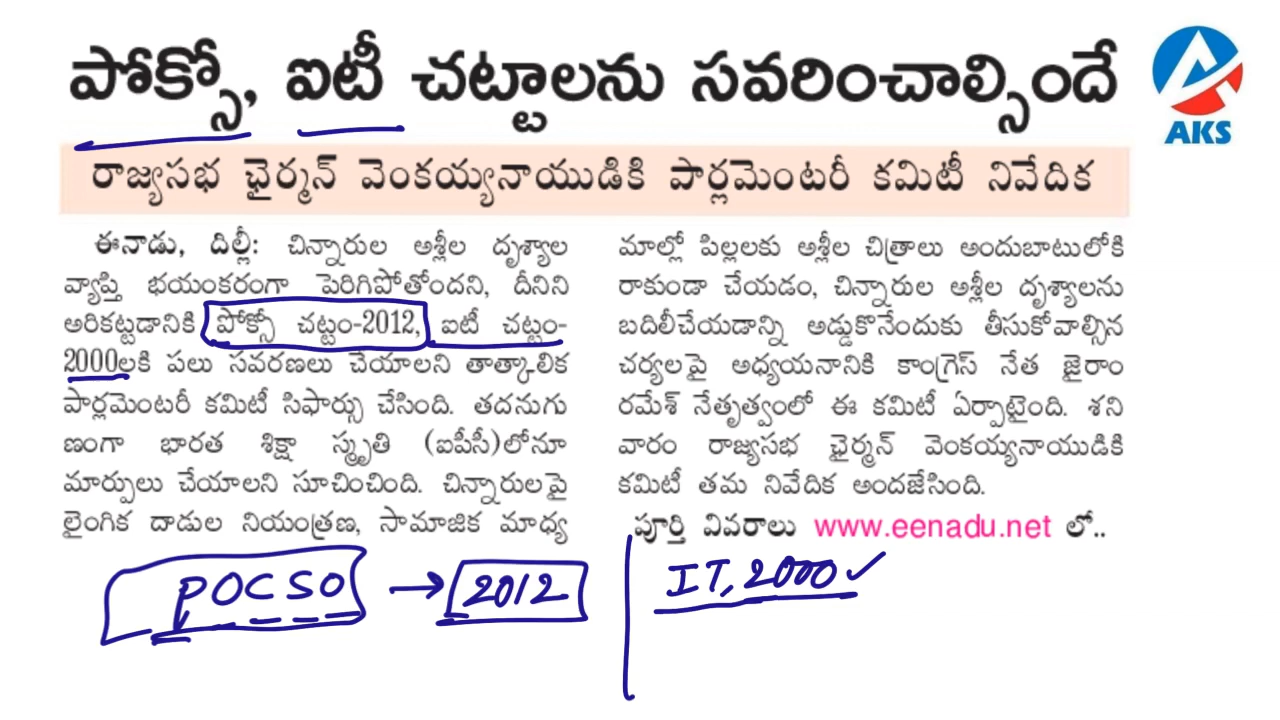 పోక్సో, ఐటీ చట్టాలను సవరించాల్సిందే
AKS
రాజ్యసభ ఛైర్మన్ వెంకయ్యనాయుడికి పార్లమెంటరీ కమిటీ నివేదిక
ఈనాడు, దిల్లీ: చిన్నారుల అశ్లీల దృశ్యాల
వ్యాప్తి భయంకరంగా పెరిగిపోతోందని, దీనిని
అరికట్టడానికి పోక్సో చట్టం-2012, ఐటీ చట్టం-
2000లకి పలు సవరణలు చేయాలని తాత్కాలిక
పార్లమెంటరీ కమిటీ సిఫార్సు చేసింది. తదనుగు
ణంగా భారత శిక్షా స్మృతి (ఐపీసీ)లోనూ
మార్పులు చేయాలని సూచించింది. చిన్నారులపై
లైంగిక దాడుల నియంత్రణ, సామాజిక మాధ్య
మాల్లో పిల్లలకు అశ్లీల చిత్రాలు అందుబాటులోకి
రాకుండా చేయడం, చిన్నారుల అశ్లీల దృశ్యాలను
బదిలీచేయడాన్ని అడ్డుకొనేందుకు తీసుకోవాల్సిన
చర్యలపై అధ్యయనానికి కాంగ్రెస్ నేత జైరాం
రమేశ్ నేతృత్వంలో ఈ కమిటీ ఏర్పాటైంది. శని
వారం రాజ్యసభ ఛైర్మన్ వెంకయ్యనాయుడికి
కమిటీ తమ నివేదిక అందజేసింది.
పూర్తి వివరాలు www.eenadu.net లో..
POCSO → 2012
IT, 2000 ✓